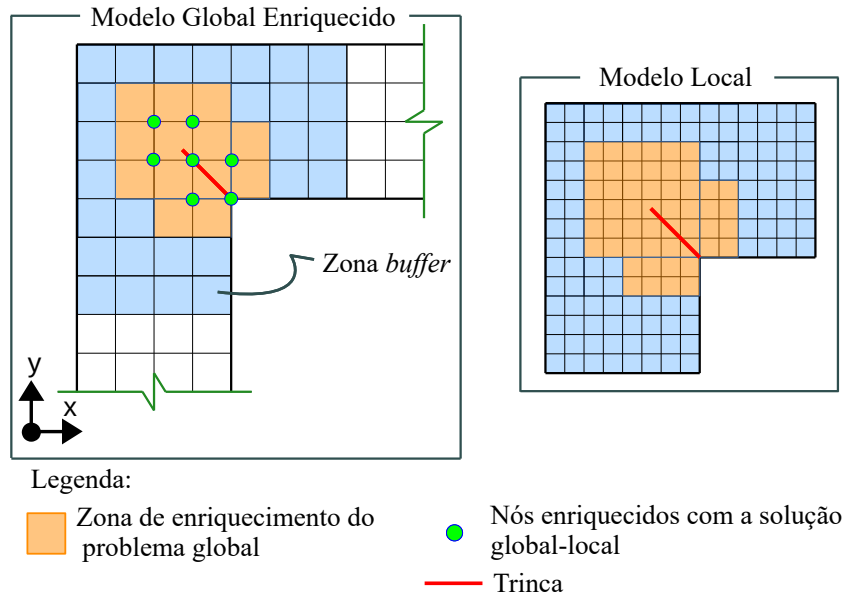 Modelo Global Enriquecido
Modelo Local
Zona buffer
y
x
Legenda:
Zona de enriquecimento do
problema global
Nós enriquecidos com a solução
global-local
Trinca